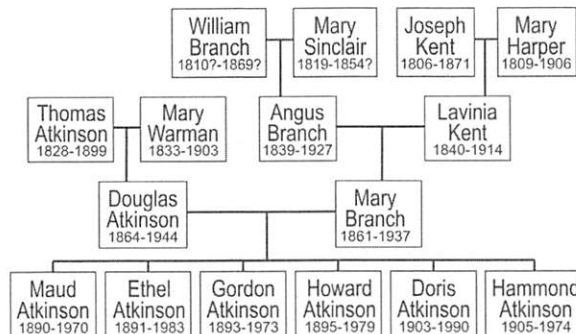 William
Branch
1810?-1869?
Mary
Sinclair
1819-1854?
Joseph
Kent
1806-1871
Mary
Harper
1809-1906
Thomas
Atkinson
1828-1899
Mary
Warman
1833-1903
Angus
Branch
1839-1927
Lavinia
Kent
1840-1914
Douglas
Atkinson
1864-1944
Mary
Branch
1861-1937
Maud
Atkinson
1890-1970
Ethel
Atkinson
1891-1983
Gordon
Atkinson
1893-1973
Howard
Atkinson
1895-1979
Doris
Atkinson
1903-1990
Hammond
Atkinson
1905-1974